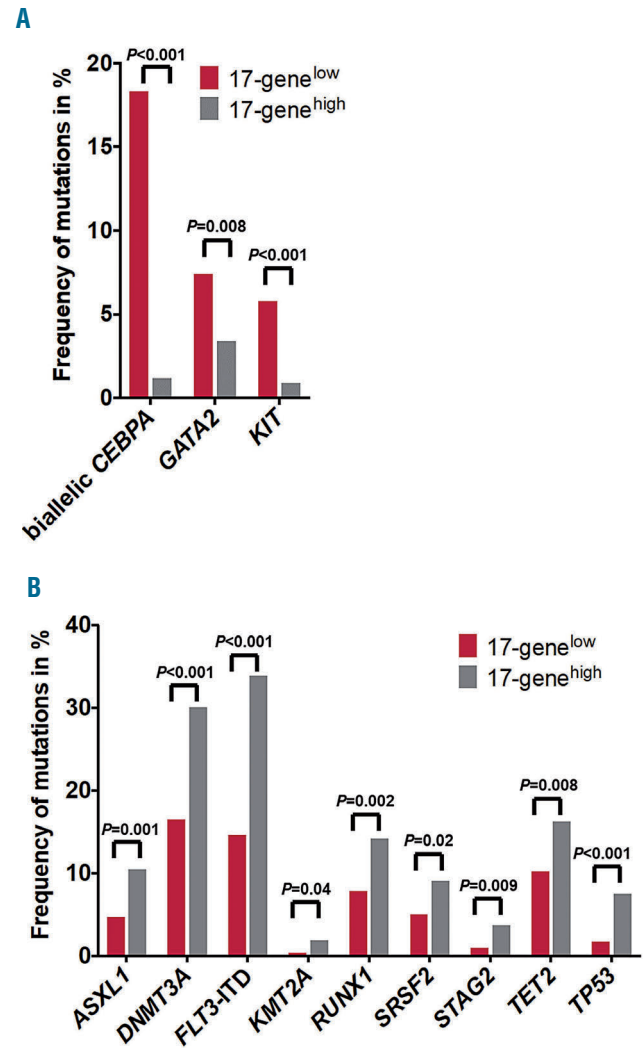 A
P<0.001
17-gene^low
17-gene^high
P=0.008
P<0.001
Frequency of mutations in %
20
15
10
5
0
biallelic CEBPA
GATA2
KIT
B
17-gene^low
17-gene^high
Frequency of mutations in %
40
30
20
10
0
P=0.001
P<0.001
P<0.001
P=0.04
P=0.002
P=0.02
P=0.009
P=0.008
P<0.001
ASXL1
DNMT3A
FLT3-ITD
KMT2A
RUNX1
SRSF2
STAG2
TET2
TP53